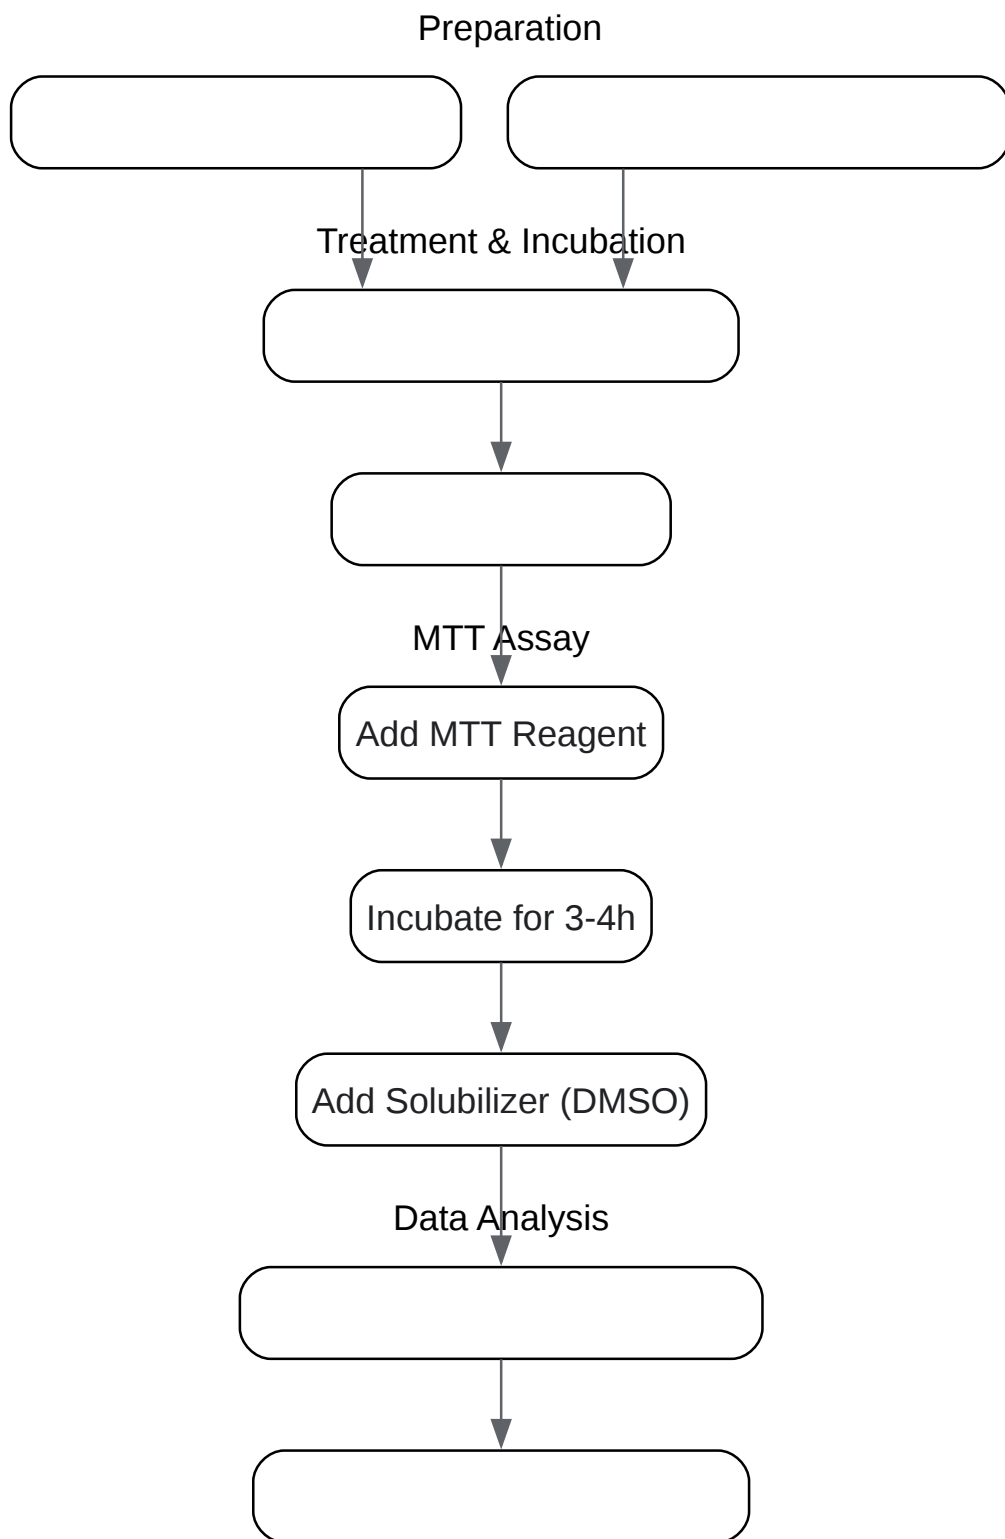 Preparation
Treatment & Incubation
MTT Assay
Add MTT Reagent
Incubate for 3-4h
Add Solubilizer (DMSO)
Data Analysis